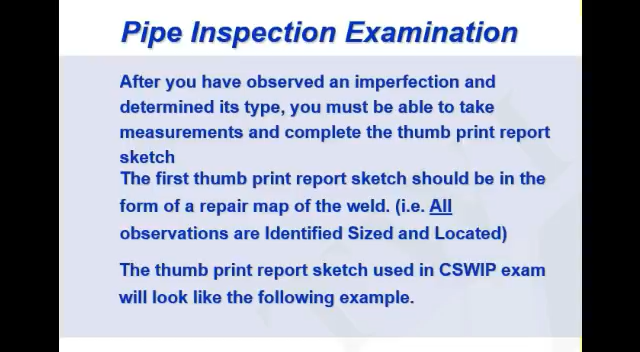 Pipe Inspection Examination
After you have observed an imperfection and
determined its type, you must be able to take
measurements and complete the thumb print report
sketch
The first thumb print report sketch should be in the
form of a repair map of the weld. (i.e. All
observations are Identified Sized and Located)
The thumb print report sketch used in CSWIP exam
will look like the following example.